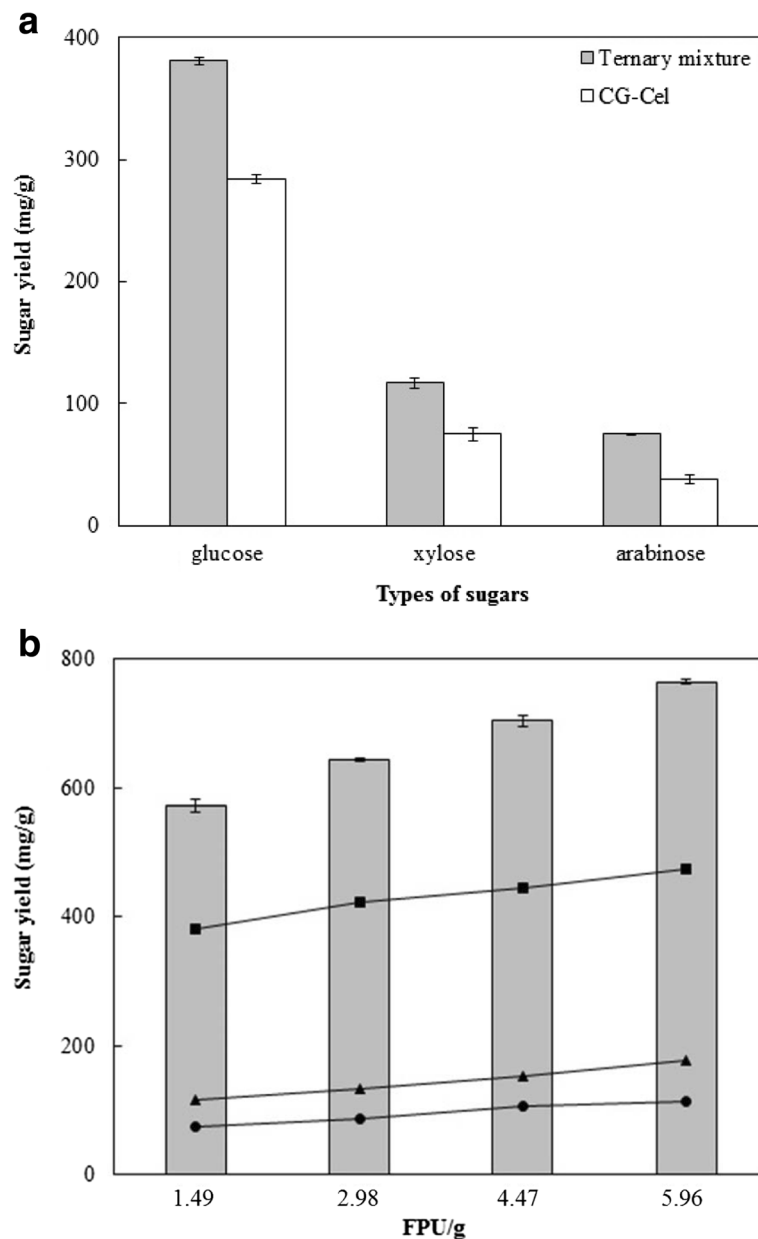 a
400
300
200
100
0
Sugar yield (mg/g)
Ternary mixture
CG-Cel
glucose xylose arabinose
Types of sugars
b
800
600
400
200
0
Sugar yield (mg/g)
1.49 2.98 4.47 5.96
FPU/g